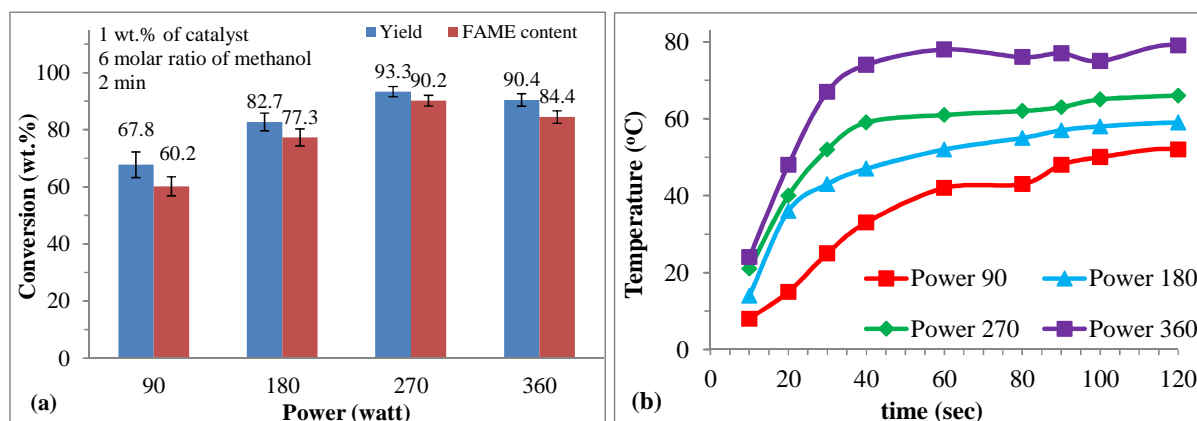 1 wt.% of catalyst
6 molar ratio of methanol
2 min
Yield
FAME content
Conversion (wt.%)
100
80
60
40
20
0
67.8
60.2
82.7
77.3
93.3
90.2
90.4
84.4
90
180
270
360
Power (watt)
(a)
Temperature (ºC)
80
60
40
20
0
Power 90
Power 180
Power 270
Power 360
0
20
40
60
80
100
120
time (sec)
(b)